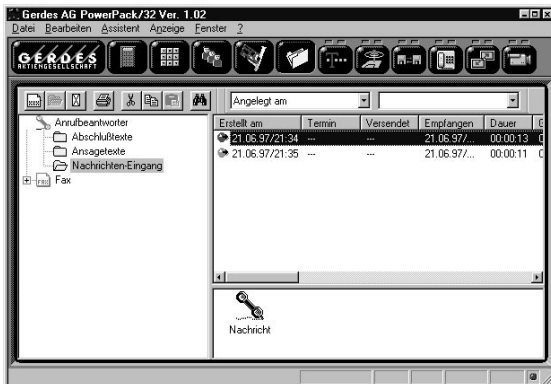 Gerdes AG PowerPack/32 Ver. 1.02
Datei Bearbeiten Assistent Anzeige Fenster ?
GERDES
AKTIENGESELLSCHAFT
Angelegt am
Anrufbeantworter
Abschlußtexte
Ansagetexte
Nachrichten-Eingang
Fax
Erstellt am Termin Versendet Empfangen Dauer
21.06.97/21:34 --- --- 21.06.97/... 00:00:13
21.06.97/21:35 --- --- 21.06.97/... 00:00:11
Nachricht